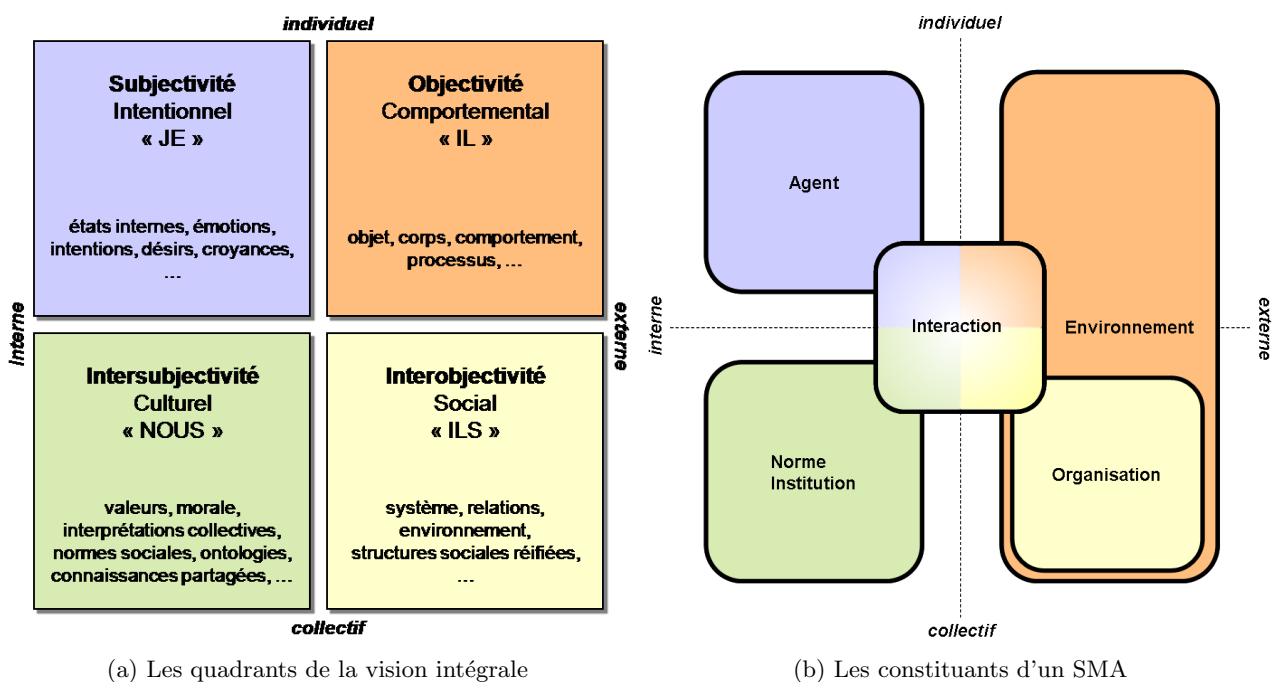 individuel
Subjectivité
Intentionnel
« JE »
états internes, émotions,
intentions, désirs, croyances,
…
Objectivité
Comportemental
« IL »
objet, corps, comportement,
processus, …
Interne
externe
Intersubjectivité
Culturel
« NOUS »
valeurs, morale,
interprétations collectives,
normes sociales, ontologies,
connaissances partagées, …
Interobjectivité
Social
« ILS »
système, relations,
environnement,
structures sociales réifiées,
…
collectif
(a) Les quadrants de la vision intégrale
individuel
Agent
interne
Interaction
Environnement
externe
Norme
Institution
Organisation
collectif
(b) Les constituants d'un SMA